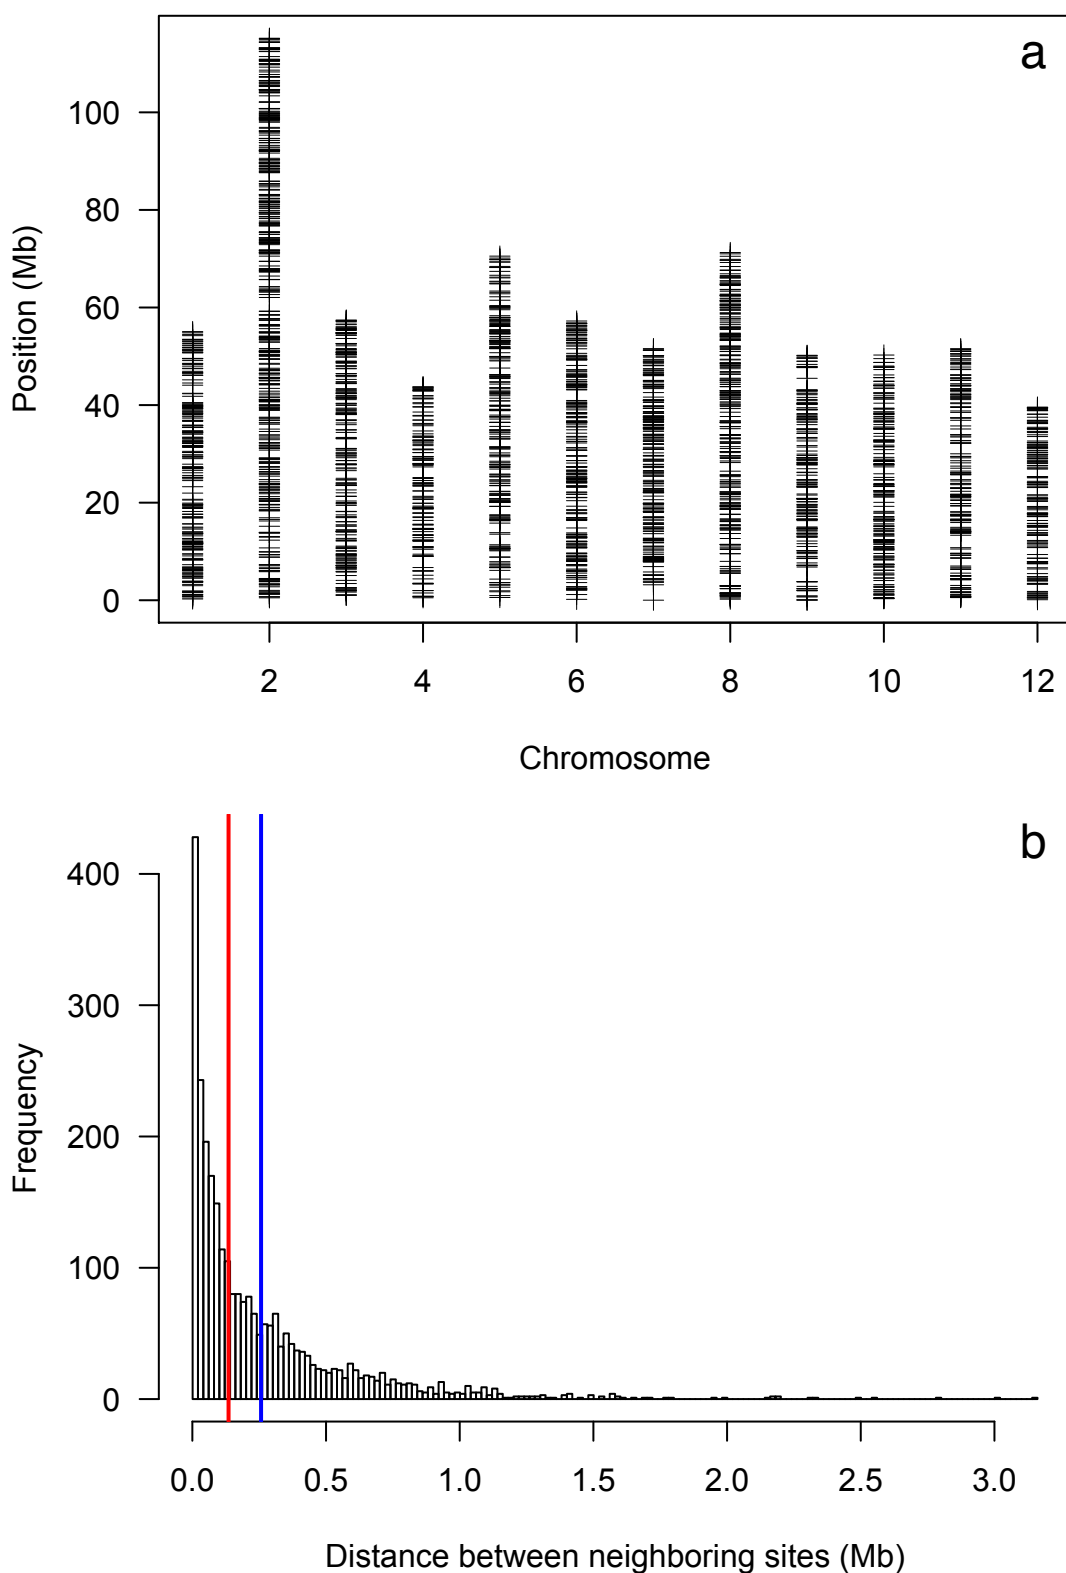 a
100
80
60
40
20
0
Position (Mb)
2 4 6 8 10 12
Chromosome
b
400
300
200
100
0
Frequency
0.0 0.5 1.0 1.5 2.0 2.5 3.0
Distance between neighboring sites (Mb)